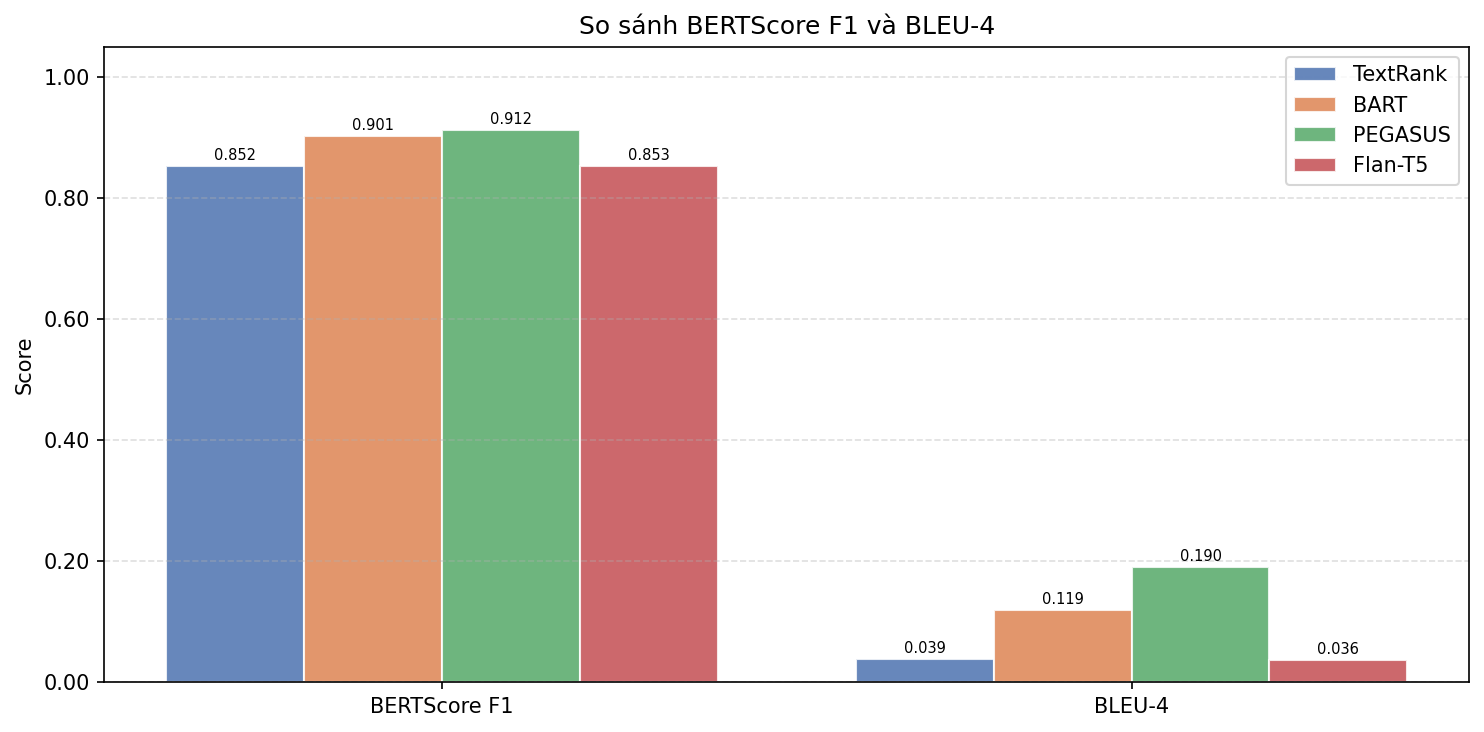 So sánh BERTScore F1 và BLEU-4
TextRank
BART
PEGASUS
Flan-T5
Score
1.00
0.80
0.60
0.40
0.20
0.00
0.852
0.901
0.912
0.853
0.039
0.119
0.190
0.036
BERTScore F1
BLEU-4